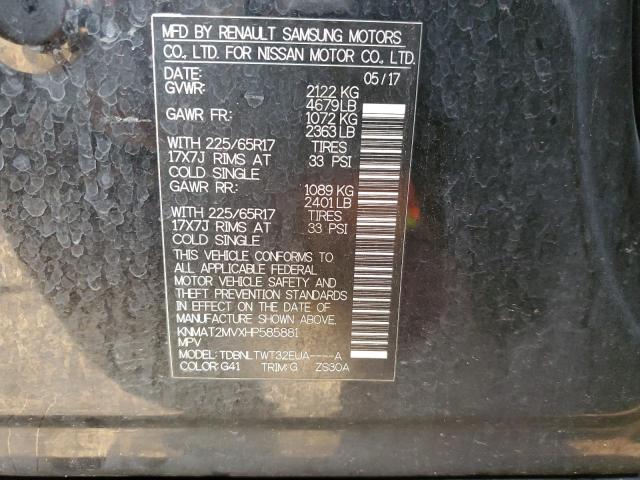 MFD BY RENAULT SAMSUNG MOTORS
CO., LTD. FOR NISSAN MOTOR CO., LTD.
DATE: 05/17
GVWR: 2122 KG
4679 LB
GAWR FR: 1072 KG
2363 LB
WITH 225/65R17 TIRES
17X7J RIMS AT 33 PSI
COLD SINGLE
GAWR RR: 1089 KG
2401 LB
WITH 225/65R17 TIRES
17X7J RIMS AT 33 PSI
COLD SINGLE
THIS VEHICLE CONFORMS TO
ALL APPLICABLE FEDERAL
MOTOR VEHICLE SAFETY AND
THEFT PREVENTION STANDARDS
IN EFFECT ON THE DATE OF
MANUFACTURE SHOWN ABOVE.
KNMAT2MVXHP585881
MPV
MODEL: TDBNLTWT32EUA----A
COLOR: G41 TRIM: G ZS30A